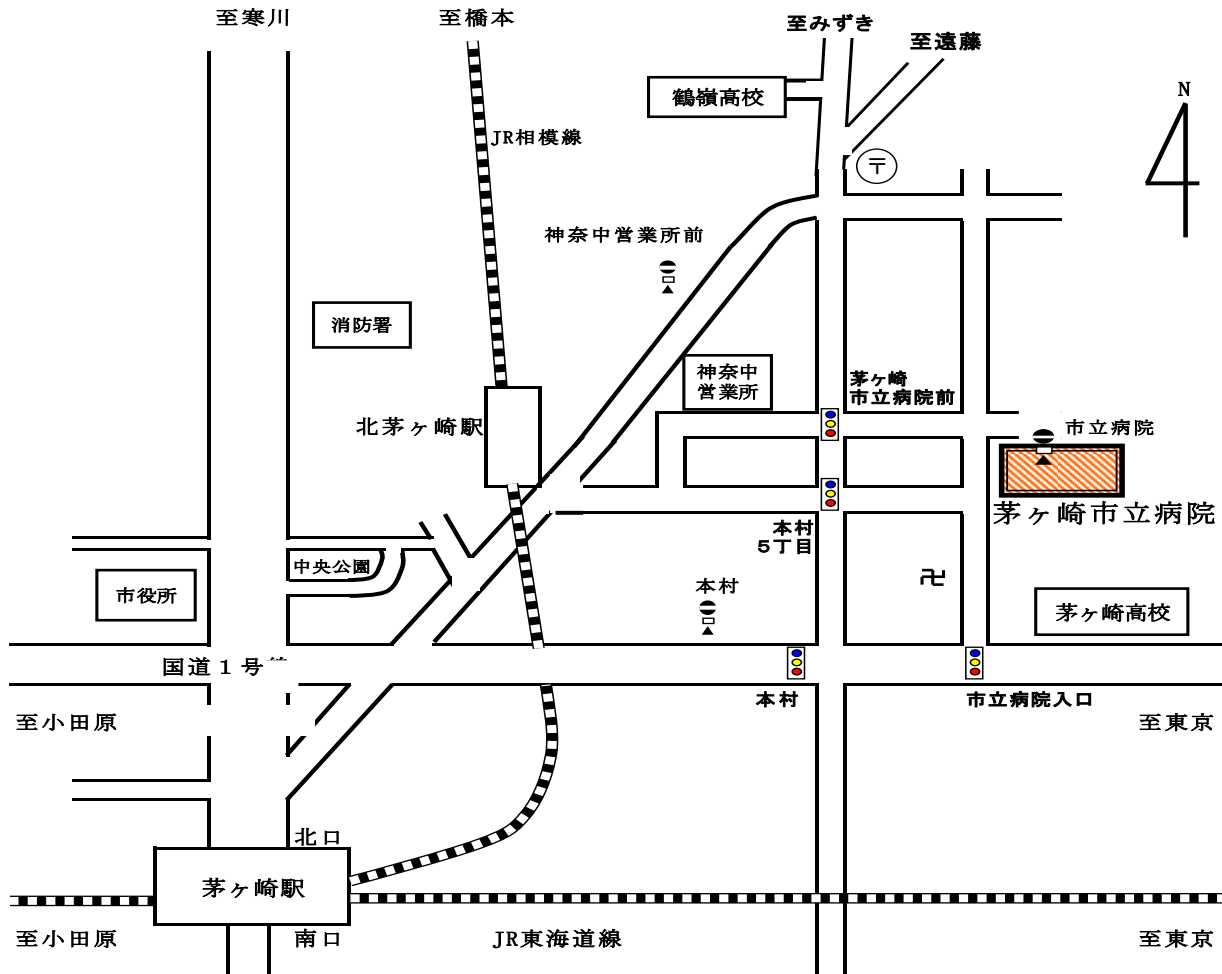 至寒川
至橋本
至みずき
至遠藤
鶴嶺高校
N
JR相模線
〒
神奈中営業所前
消防署
神奈中
営業所
茅ヶ崎
市立病院前
北茅ヶ崎駅
市立病院
茅ヶ崎市立病院
本村
5丁目
中央公園
市役所
本村
卍
茅ヶ崎高校
国道1号線
本村
市立病院入口
至小田原
至東京
北口
茅ヶ崎駅
至小田原
南口
JR東海道線
至東京